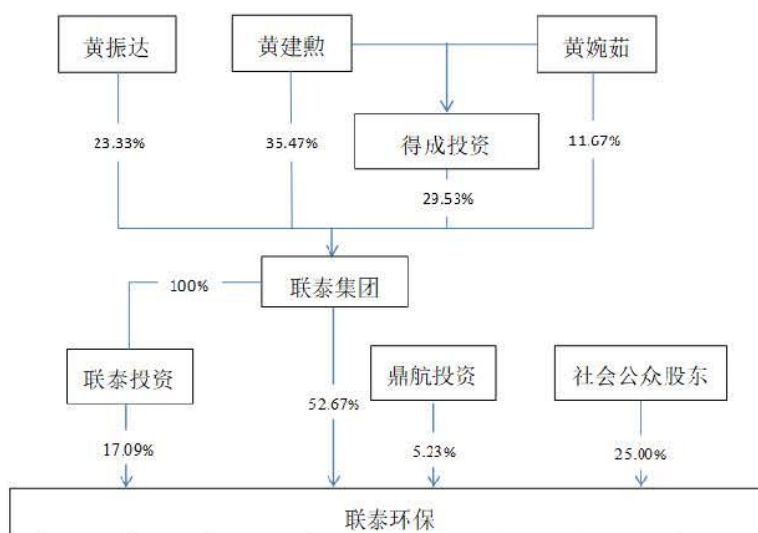 黄振达
黄建勲
黄婉茹
得成投资
23.33%
35.47%
11.67%
29.53%
联泰集团
100%
联泰投资
鼎航投资
社会公众股东
52.67%
17.09%
5.23%
25.00%
联泰环保